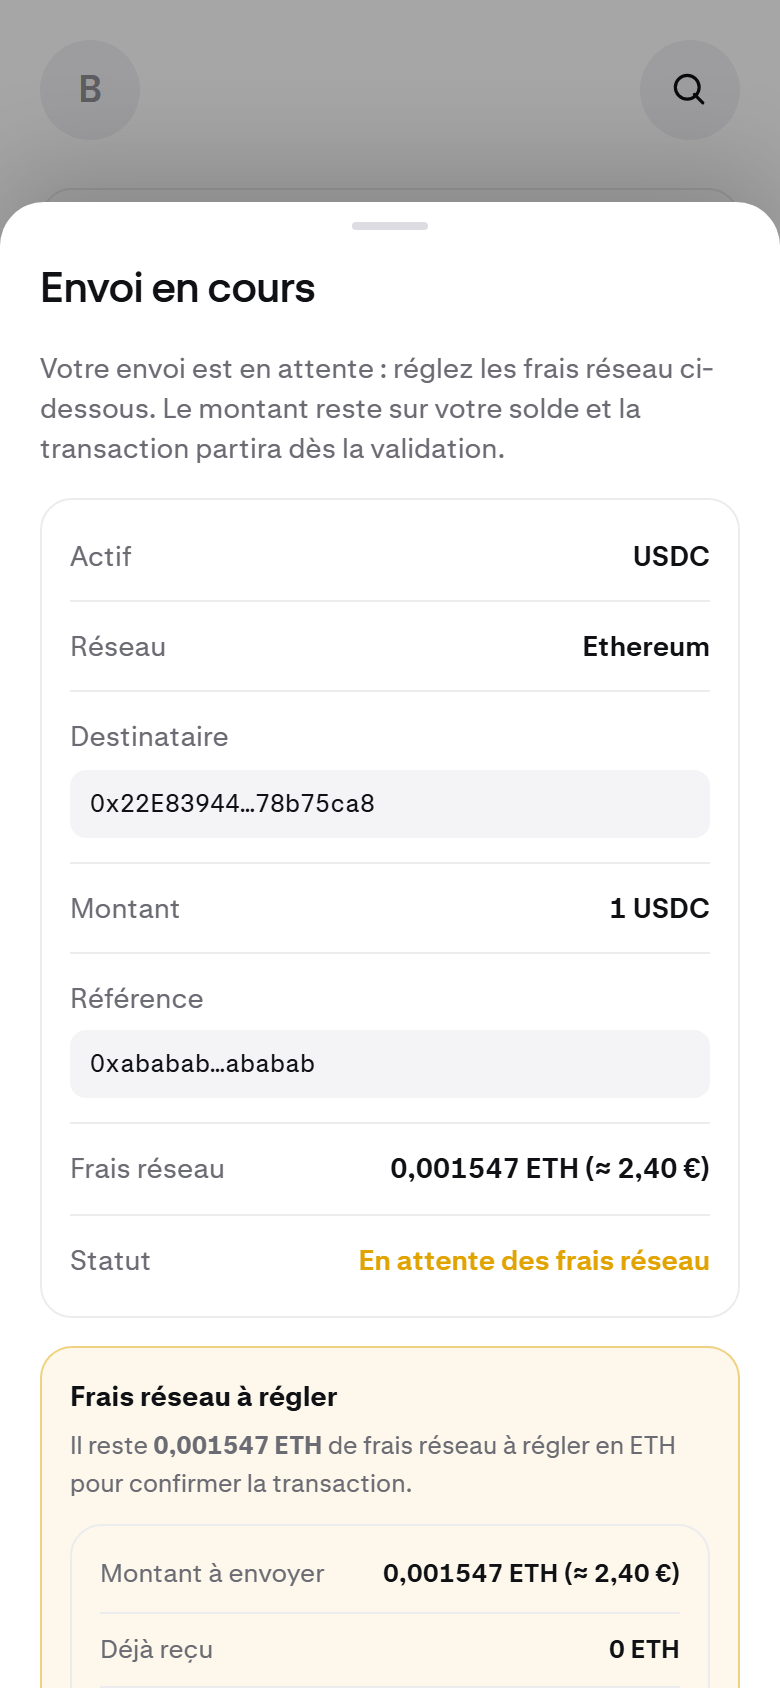 B
Envoi en cours
Votre envoi est en attente : réglez les frais réseau ci-
dessous. Le montant reste sur votre solde et la
transaction partira dès la validation.
Actif USDC
Réseau Ethereum
Destinataire
0x22E83944…78b75ca8
Montant 1 USDC
Référence
0xababab…ababab
Frais réseau 0,001547 ETH (≈ 2,40 €)
Statut En attente des frais réseau
Frais réseau à régler
Il reste 0,001547 ETH de frais réseau à régler en ETH
pour confirmer la transaction.
Montant à envoyer 0,001547 ETH (≈ 2,40 €)
Déjà reçu 0 ETH